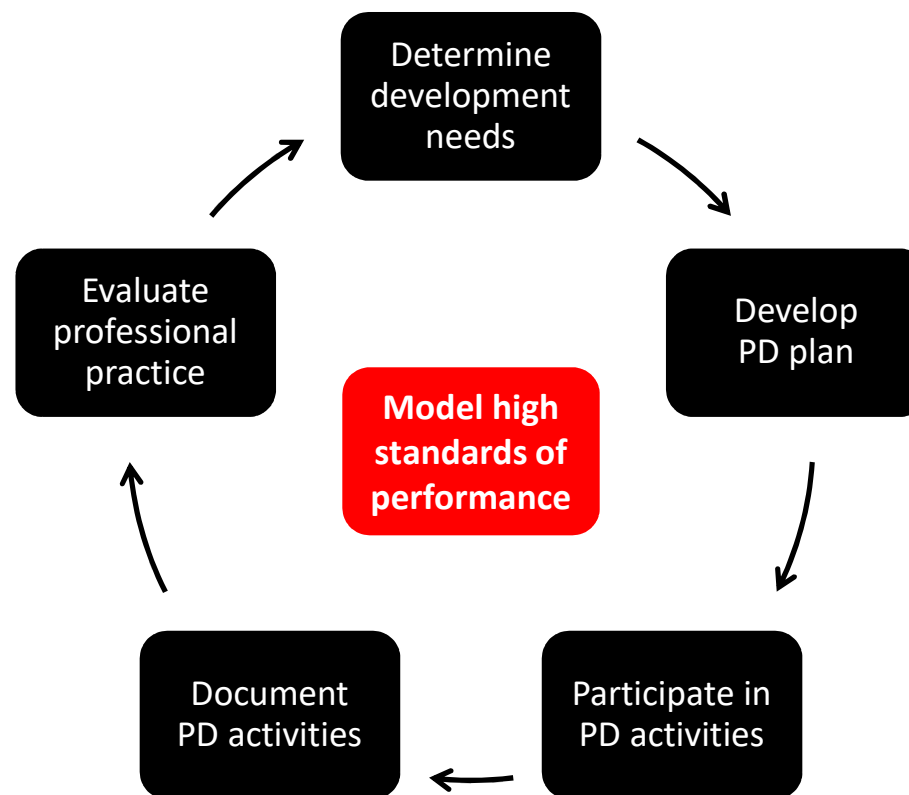 Determine
development
needs
Develop
PD plan
Participate in
PD activities
Document
PD activities
Evaluate
professional
practice
Model high
standards of
performance